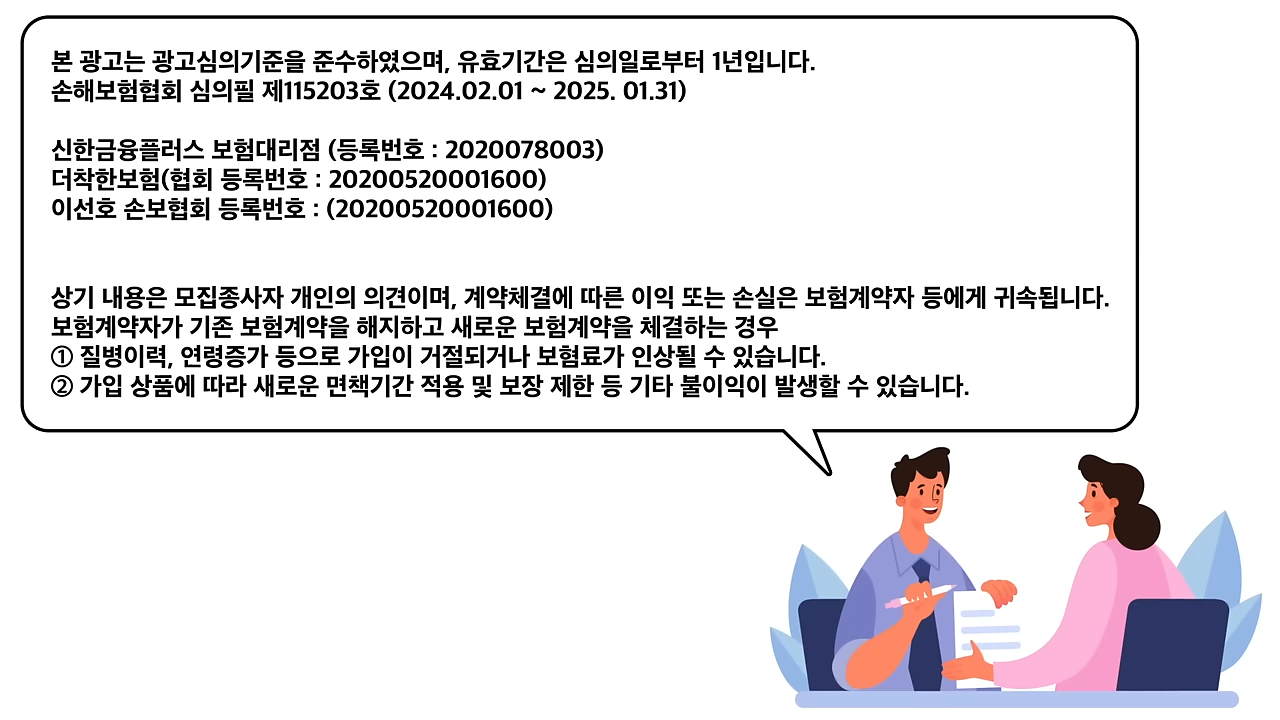 본 광고는 광고심의기준을 준수하였으며, 유효기간은 심의일로부터 1년입니다.
손해보험협회 심의필 제115203호 (2024.02.01 ~ 2025. 01.31)
신한금융플러스 보험대리점 (등록번호 : 2020078003)
더착한보험(협회 등록번호 : 20200520001600)
이선호 손보협회 등록번호 : (20200520001600)
상기 내용은 모집종사자 개인의 의견이며, 계약체결에 따른 이익 또는 손실은 보험계약자 등에게 귀속됩니다.
보험계약자가 기존 보험계약을 해지하고 새로운 보험계약을 체결하는 경우
① 질병이력, 연령증가 등으로 가입이 거절되거나 보험료가 인상될 수 있습니다.
② 가입 상품에 따라 새로운 면책기간 적용 및 보장 제한 등 기타 불이익이 발생할 수 있습니다.